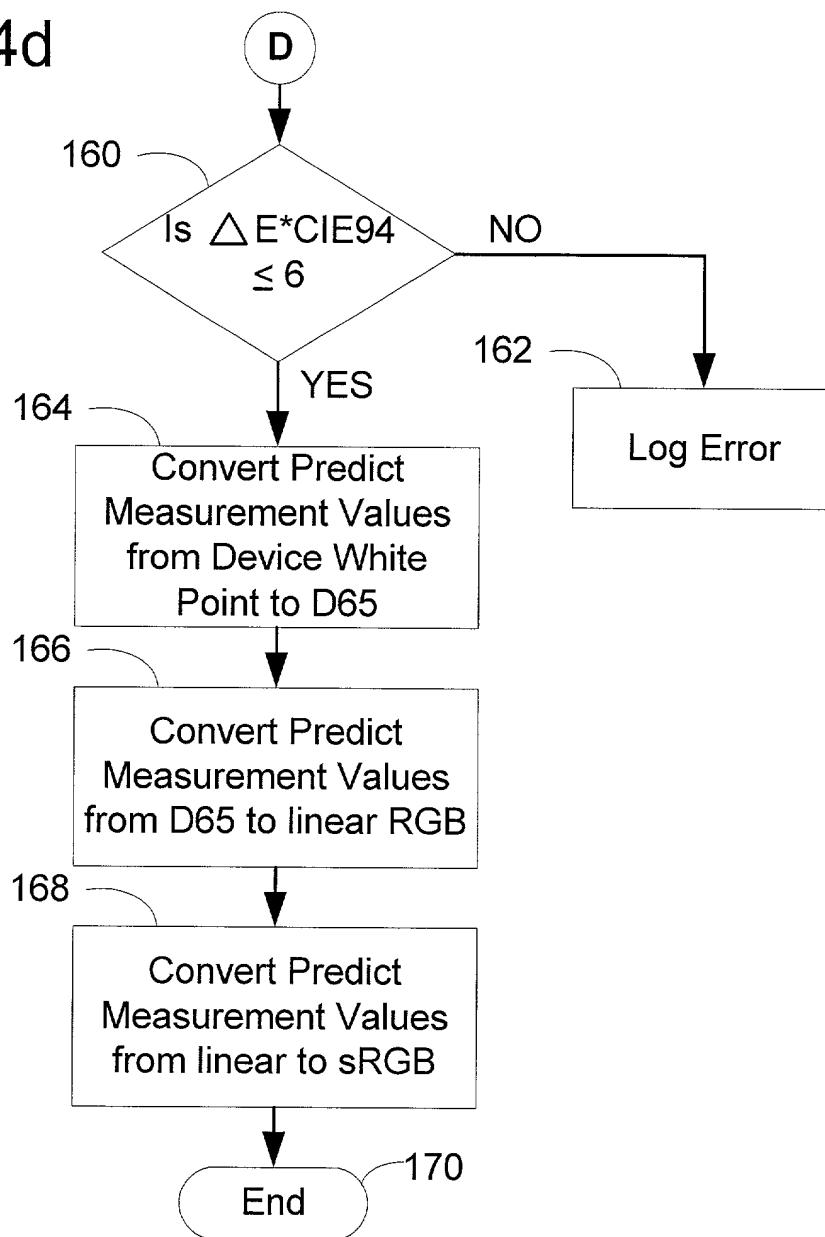 4d
D
160
Is △ E*CIE94
≤ 6
NO
YES
162
Log Error
164
Convert Predict
Measurement Values
from Device White
Point to D65
166
Convert Predict
Measurement Values
from D65 to linear RGB
168
Convert Predict
Measurement Values
from linear to sRGB
End
170